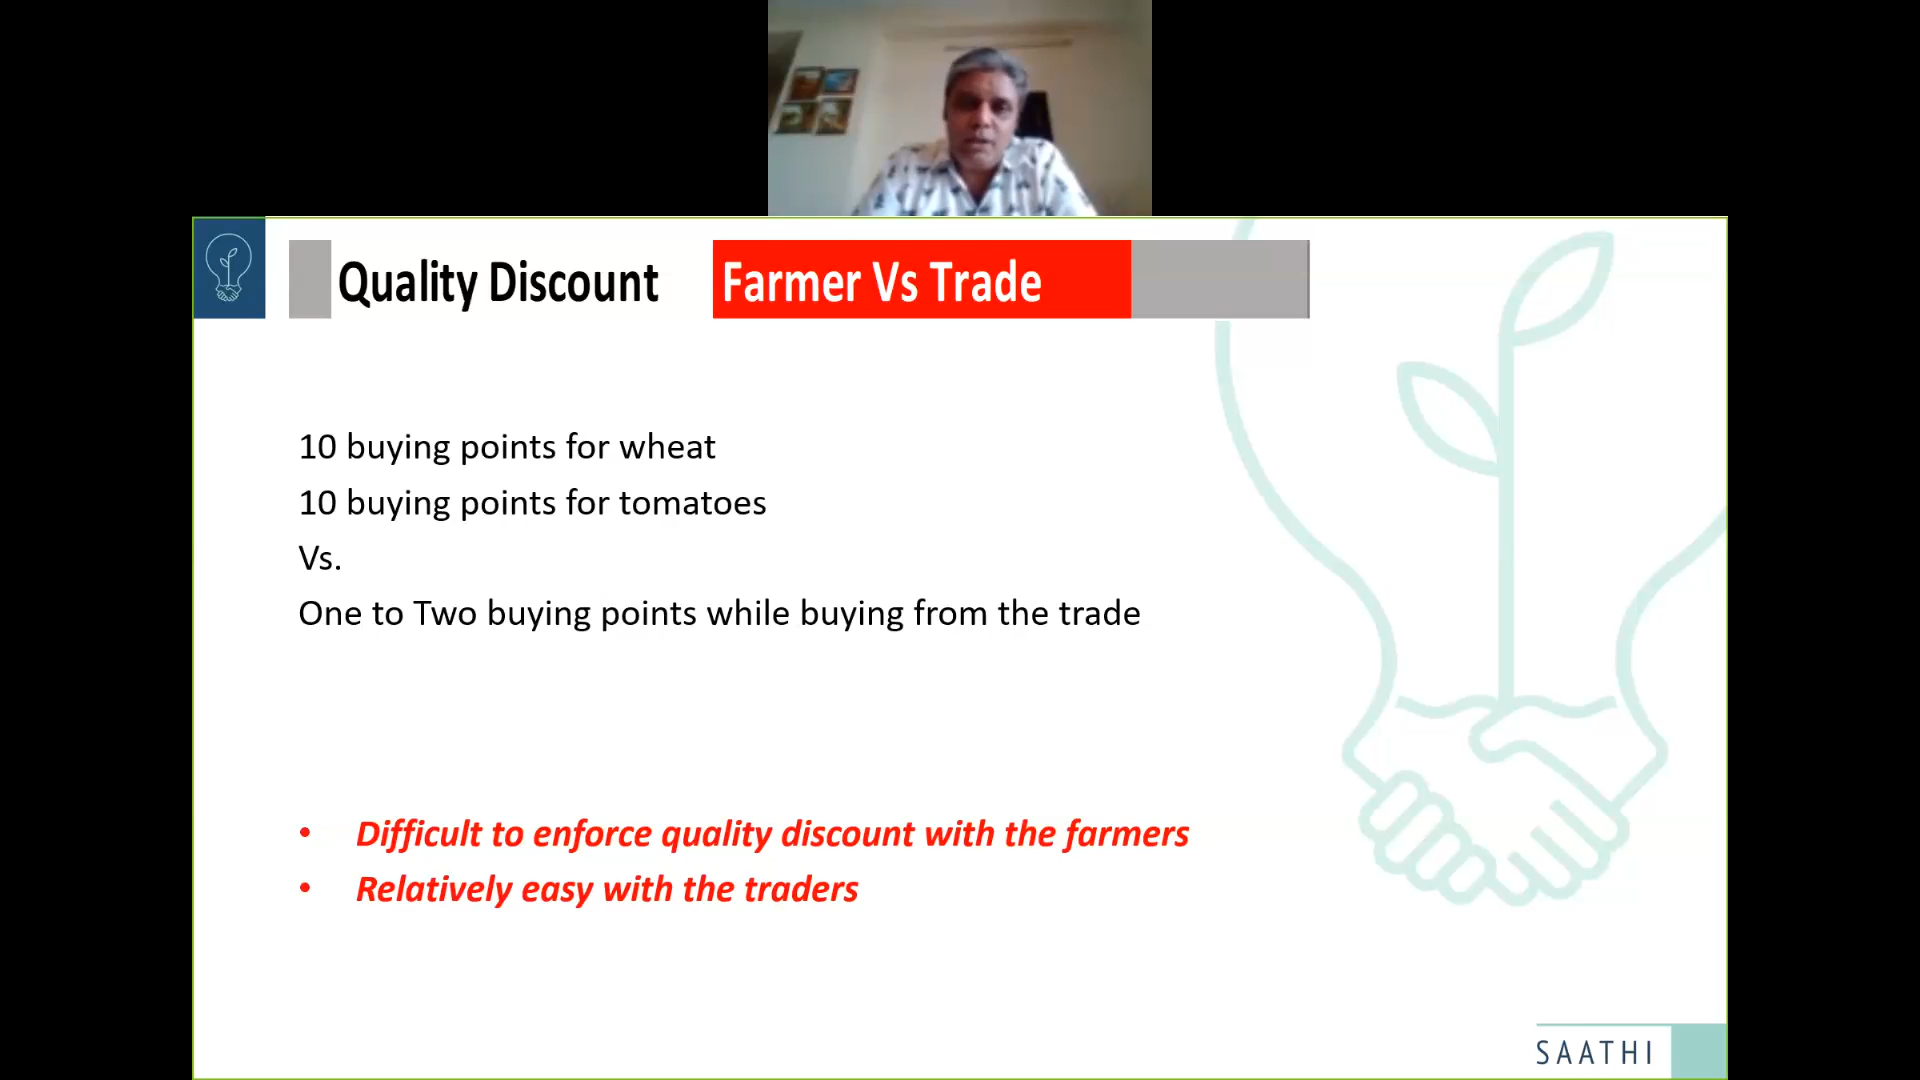 Quality Discount Farmer Vs Trade
10 buying points for wheat
10 buying points for tomatoes
Vs.
One to Two buying points while buying from the trade
• Difficult to enforce quality discount with the farmers
• Relatively easy with the traders
SAATHI